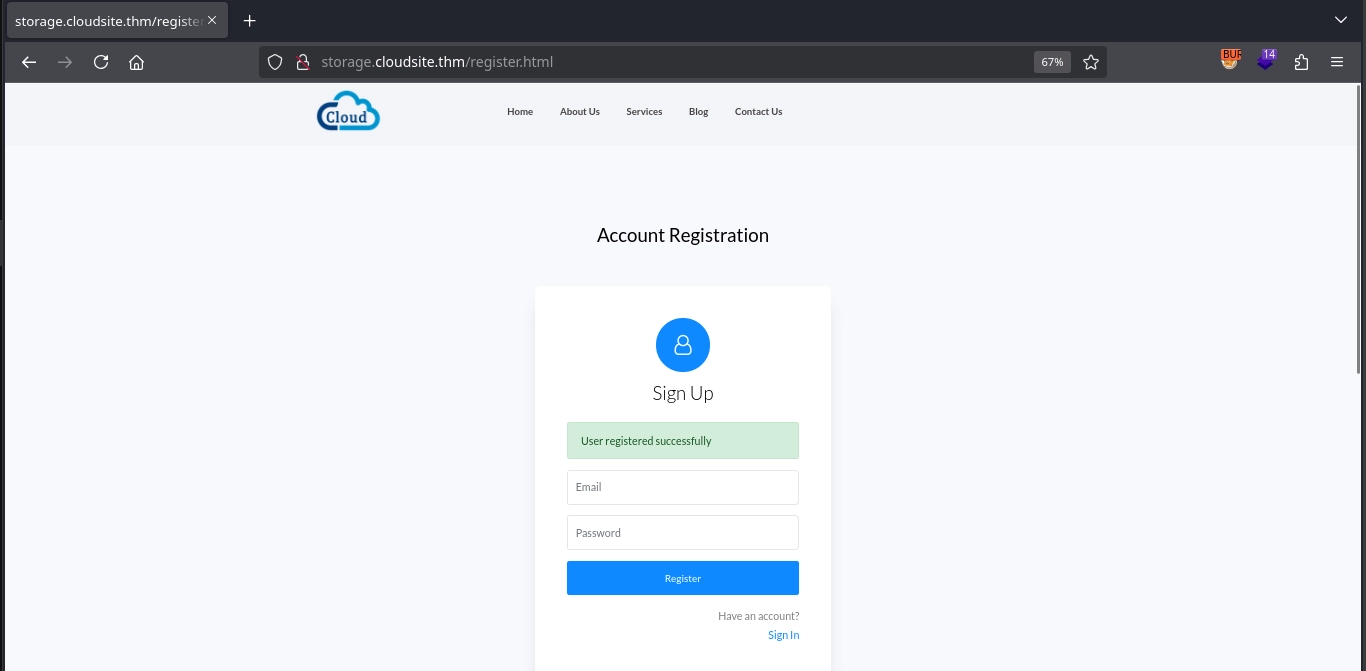 storage.cloudsite.thm/registe
storage.cloudsite.thm/register.html
67%
BUR
14
Cloud
Home
About Us
Services
Blog
Contact Us
Account Registration
Sign Up
User registered successfully
Email
Password
Register
Have an account?
Sign In